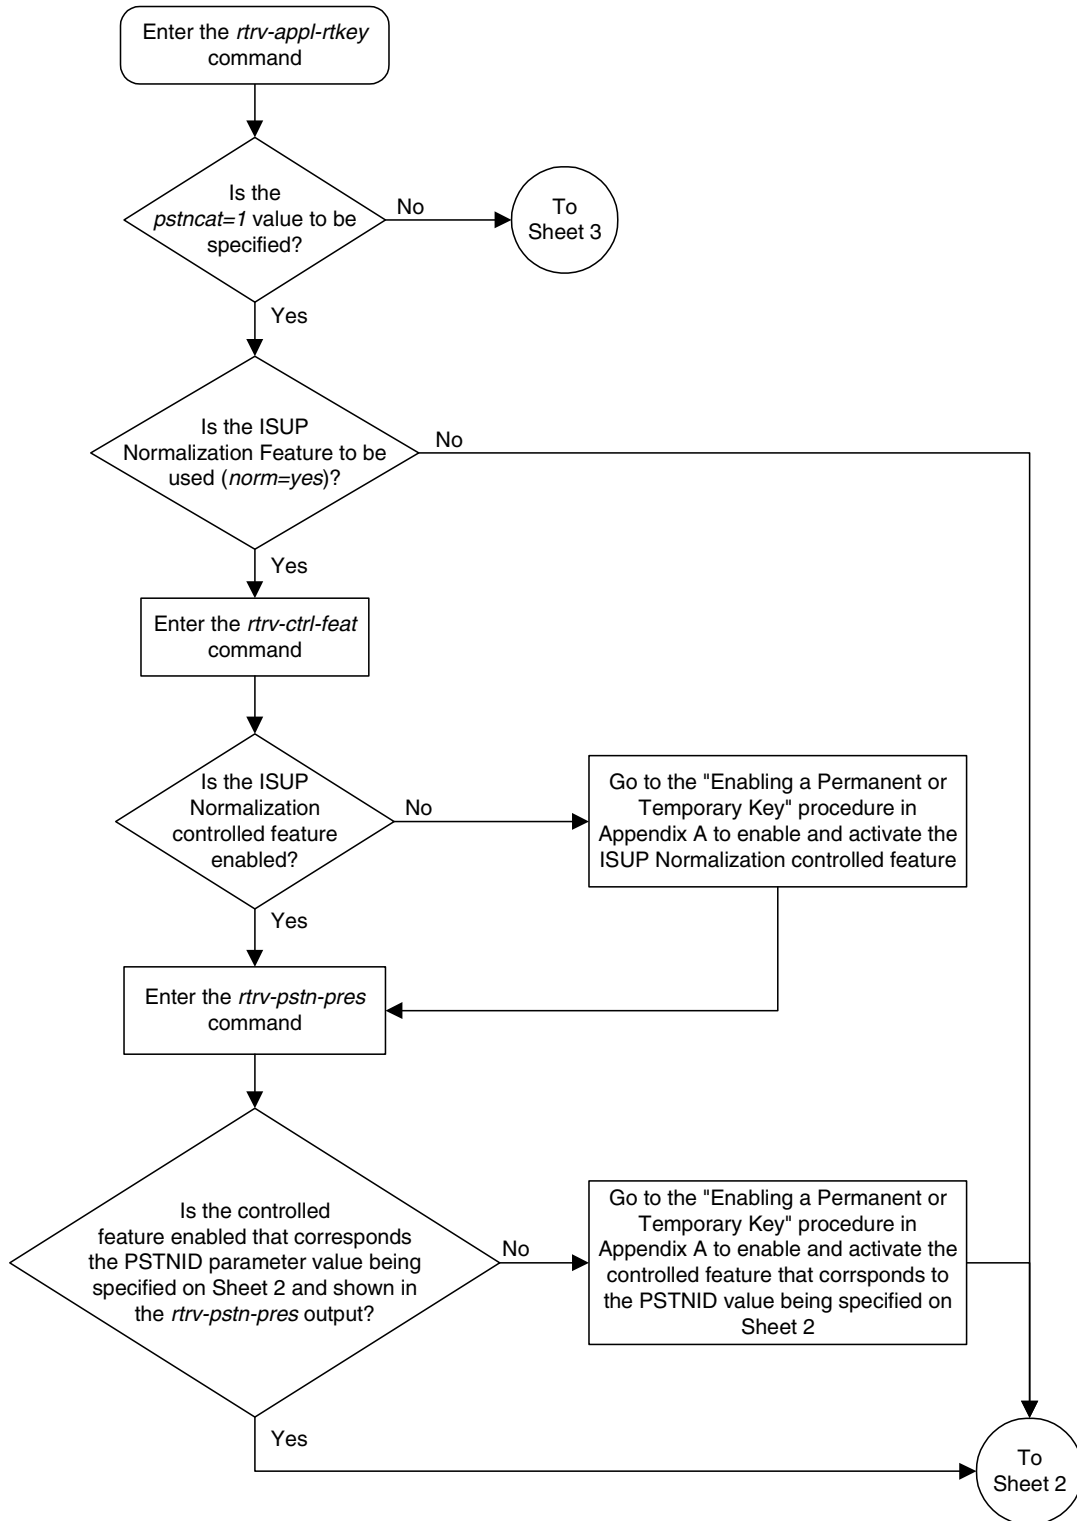 Enter the rtrv-appl-rtkey
command
Is the
pstncat=1 value to be
specified?
No
To
Sheet 3
Yes
Is the ISUP
Normalization Feature to be
used (norm=yes)?
No
Yes
Enter the rtrv-ctrl-feat
command
Is the ISUP
Normalization
controlled feature
enabled?
No
Go to the "Enabling a Permanent or
Temporary Key" procedure in
Appendix A to enable and activate the
ISUP Normalization controlled feature
Yes
Enter the rtrv-pstn-pres
command
Is the controlled
feature enabled that corresponds
the PSTNID parameter value being
specified on Sheet 2 and shown in
the rtrv-pstn-pres output?
No
Go to the "Enabling a Permanent or
Temporary Key" procedure in
Appendix A to enable and activate the
controlled feature that corrsponds to
the PSTNID value being specified on
Sheet 2
Yes
To
Sheet 2